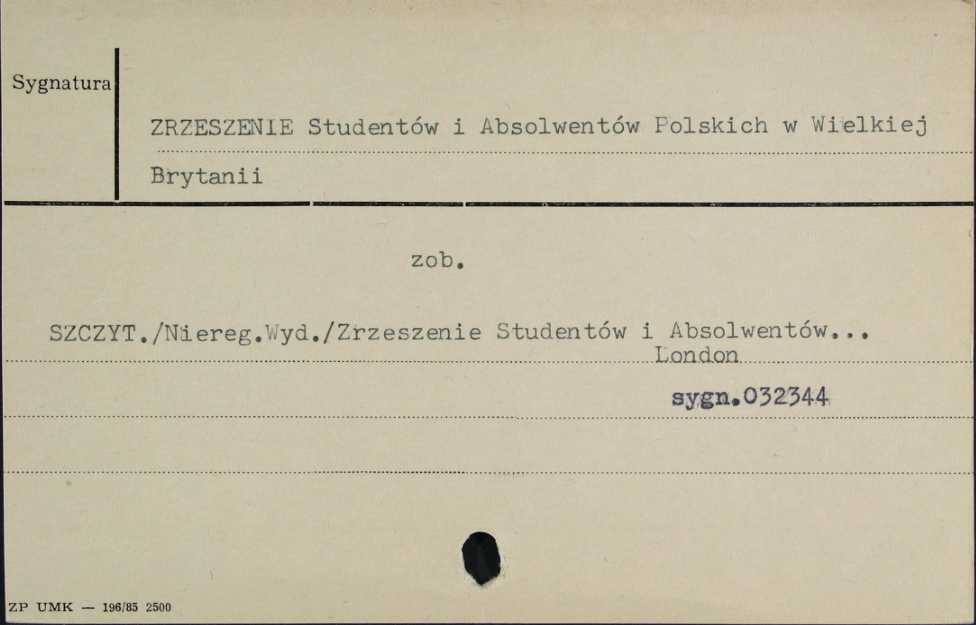 Sygnatura
ZRZESZENIE Studentów i Absolwentów Polskich w Wielkiej
Brytanii
zob.
SZCZYT./Niereg.Wyd./Zrzeszenie Studentów i Absolwentów...
London
sygn.032344
ZP UMK — 196/85 2500